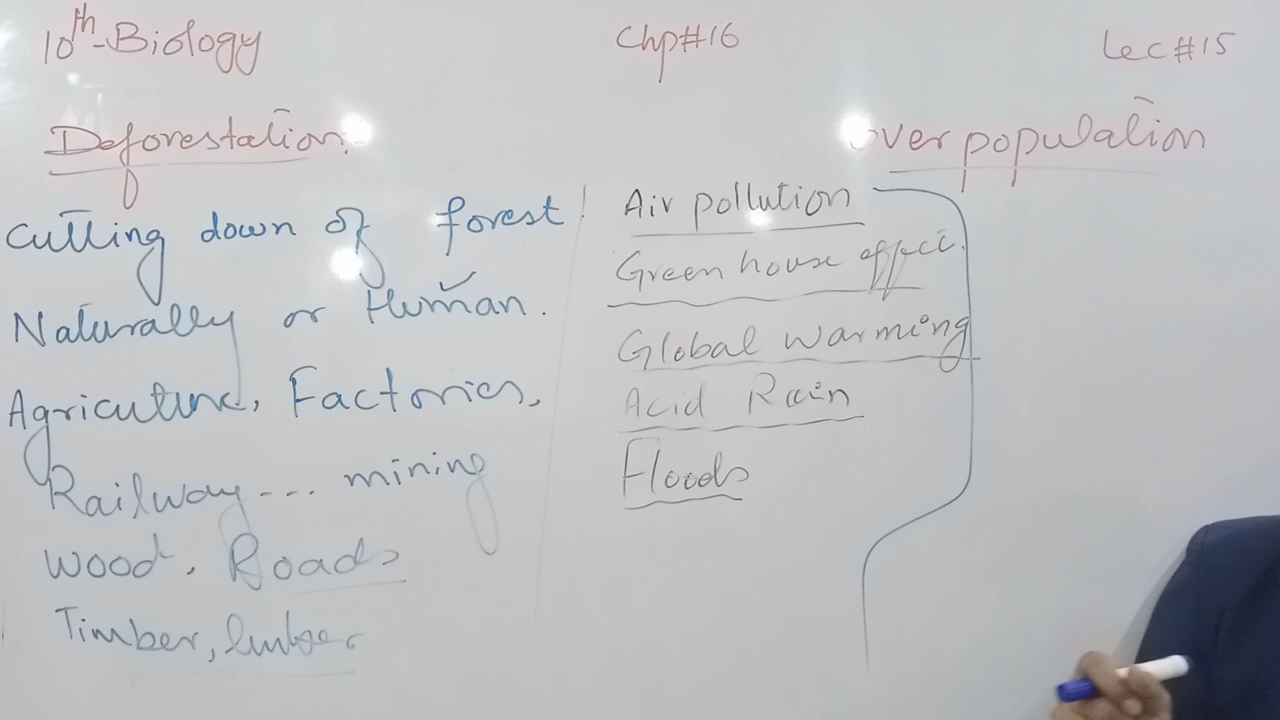 10th-Biology
Chp#16
Lec#15
Deforestation.
Over population
Cutting down of forest
Naturally or Human.
Agriculture, Factories,
Railway... mining
Wood, Roads
Timber, lumber
Air pollution
Green house effect.
Global warming
Acid Rain
Floods